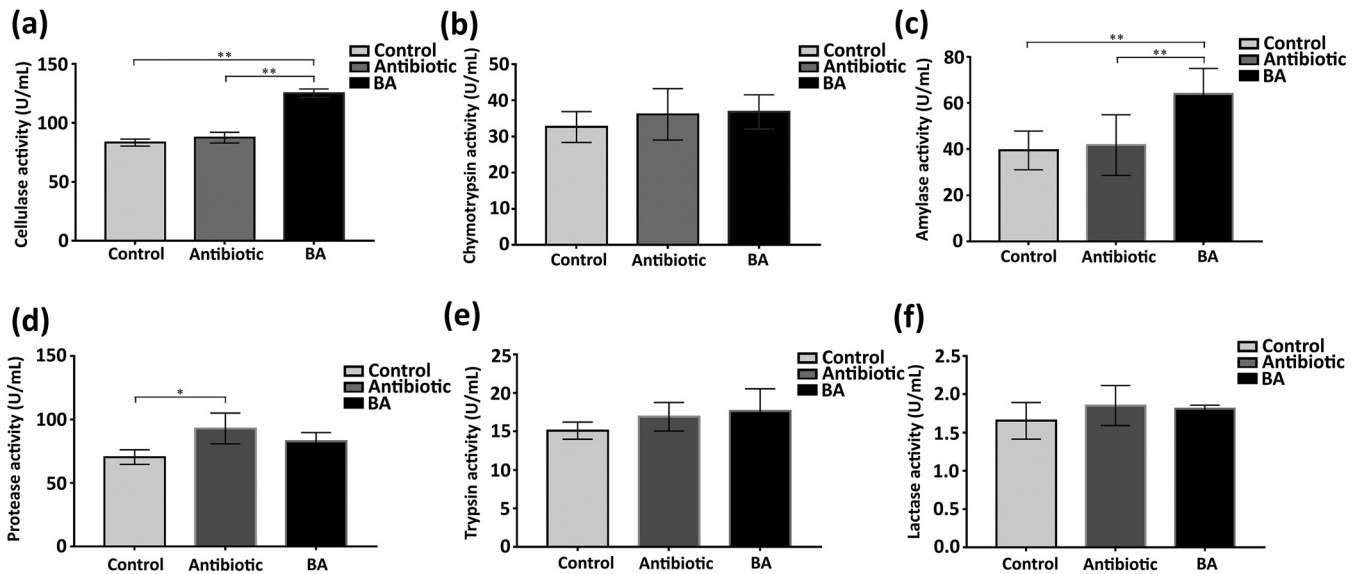 (a)
Cellulase activity (U/mL)
150
100
50
0
**
**
Control
Antibiotic
BA
Control
Antibiotic
BA
(b)
Chymotrypsin activity (U/mL)
50
40
30
20
10
0
Control
Antibiotic
BA
Control
Antibiotic
BA
(c)
Amylase activity (U/mL)
80
60
40
20
0
**
**
Control
Antibiotic
BA
Control
Antibiotic
BA
(d)
Protease activity (U/mL)
150
100
50
0
*
Control
Antibiotic
BA
Control
Antibiotic
BA
(e)
Trypsin activity (U/mL)
25
20
15
10
5
0
Control
Antibiotic
BA
Control
Antibiotic
BA
(f)
Lactase activity (U/mL)
2.5
2.0
1.5
1.0
0.5
0.0
Control
Antibiotic
BA
Control
Antibiotic
BA